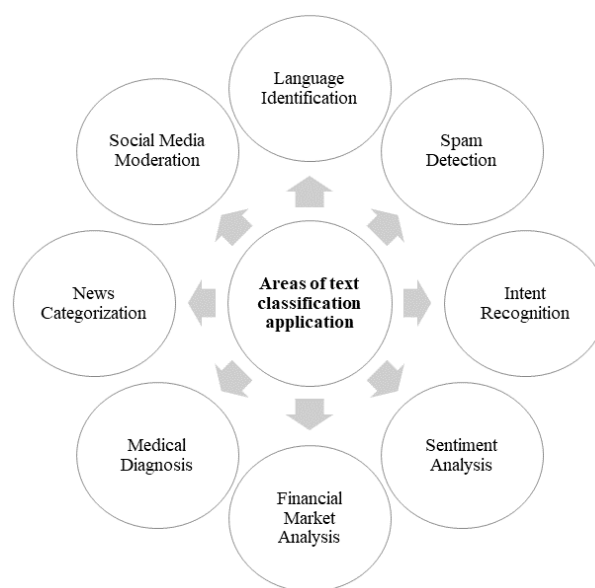 Language
Identification
Social Media
Moderation
Spam
Detection
News
Categorization
Areas of text
classification
application
Intent
Recognition
Medical
Diagnosis
Sentiment
Analysis
Financial
Market
Analysis